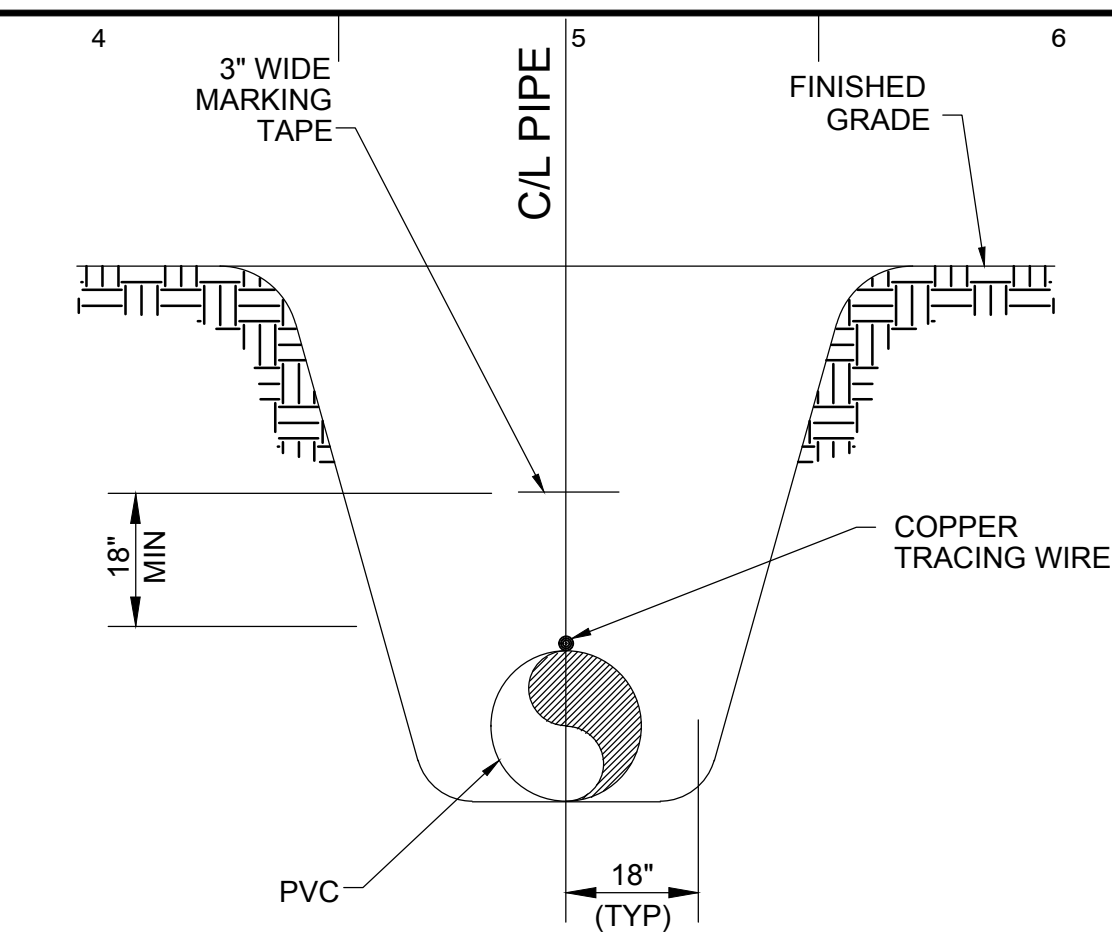 4
5
6
3" WIDE
MARKING
TAPE
C/L PIPE
FINISHED
GRADE
18"
MIN
COPPER
TRACING WIRE
PVC
18"
(TYP)